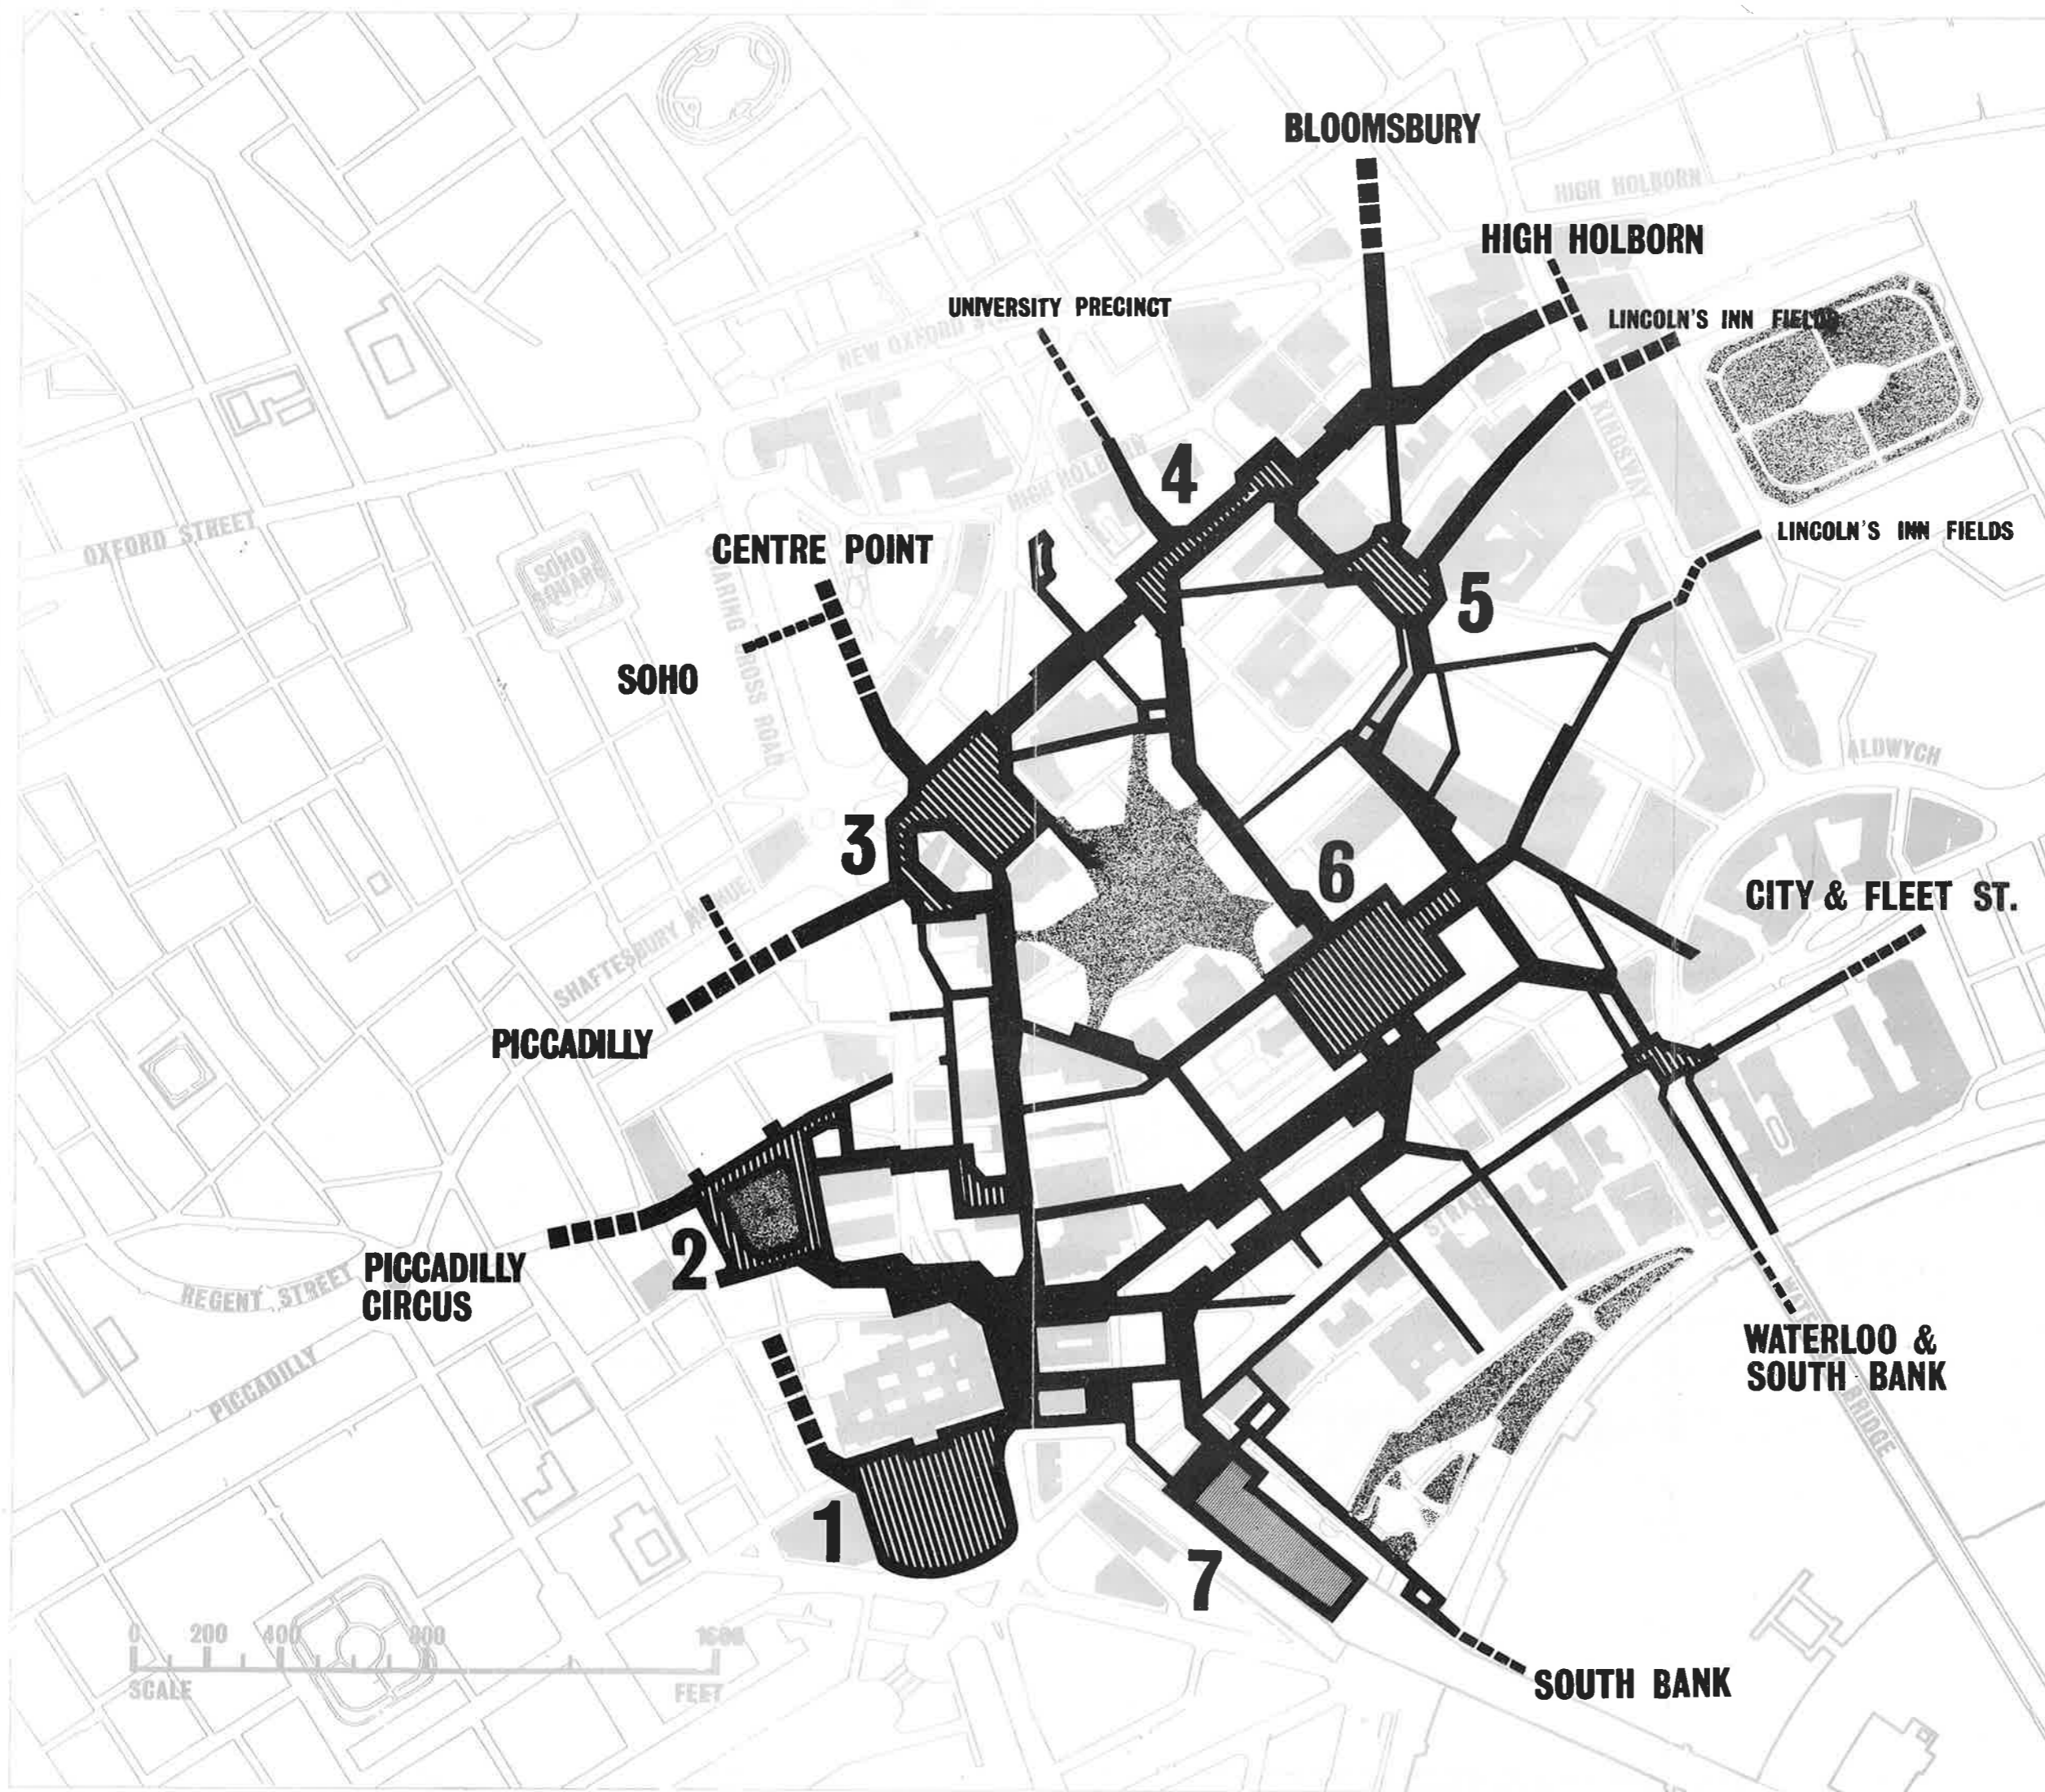 BLOOMSBURY
HIGH HOLBORN
HIGH HOLBORN
UNIVERSITY PRECINCT
LINCOLN'S INN FIELDS
NEW OXFORD
KINGSWAY
4
HIGH HOLBORN
OXFORD STREET
CENTRE POINT
LINCOLN'S INN FIELDS
SOHO
SQUARE
CHARING CROSS ROAD
5
SOHO
ALDWYCH
3
6
CITY & FLEET ST.
SHAFTESBURY AVENUE
PICCADILLY
STRAND
2
PICCADILLY
CIRCUS
REGENT STREET
WATERLOO &
SOUTH BANK
PICCADILLY
BRIDGE
1
7
0 200 400 800 1600
SCALE FEET
SOUTH BANK